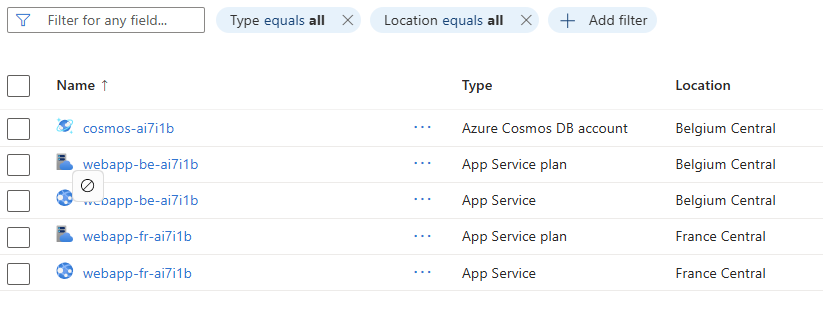 Filter for any field... Type equals all Location equals all Add filter
Name ↑ Type Location
cosmos-ai7i1b ··· Azure Cosmos DB account Belgium Central
webapp-be-ai7i1b ··· App Service plan Belgium Central
webapp-be-ai7i1b ··· App Service Belgium Central
webapp-fr-ai7i1b ··· App Service plan France Central
webapp-fr-ai7i1b ··· App Service France Central